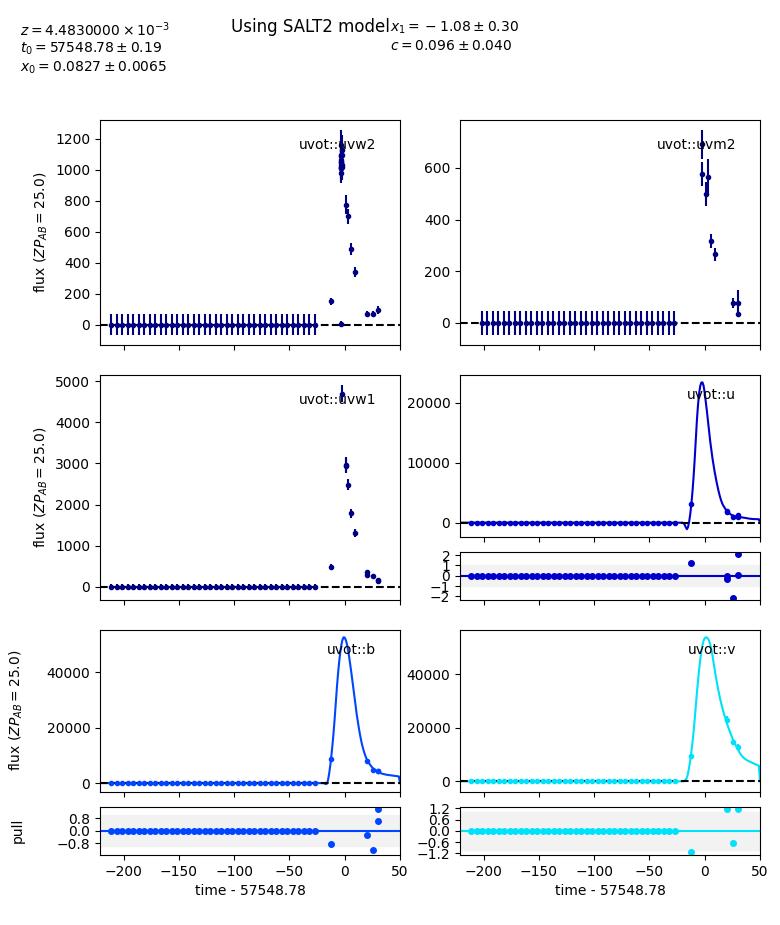 z = 4.4830000 × 10⁻³
Using SALT2 model
x₁ = −1.08 ± 0.30
t₀ = 57548.78 ± 0.19
c = 0.096 ± 0.040
x₀ = 0.0827 ± 0.0065
uvot::uvw2
1200
1000
800
600
400
200
0
flux (ZP_AB = 25.0)
uvot::uvm2
600
400
200
0
uvot::uvw1
5000
4000
3000
2000
1000
0
flux (ZP_AB = 25.0)
uvot::u
20000
10000
0
2
1
0
−1
−2
uvot::b
40000
20000
0
flux (ZP_AB = 25.0)
uvot::v
40000
20000
0
0.8
0.0
−0.8
pull
−200 −150 −100 −50 0 50
time - 57548.78
1.2
0.6
0.0
−0.6
−1.2
−200 −150 −100 −50 0 50
time - 57548.78